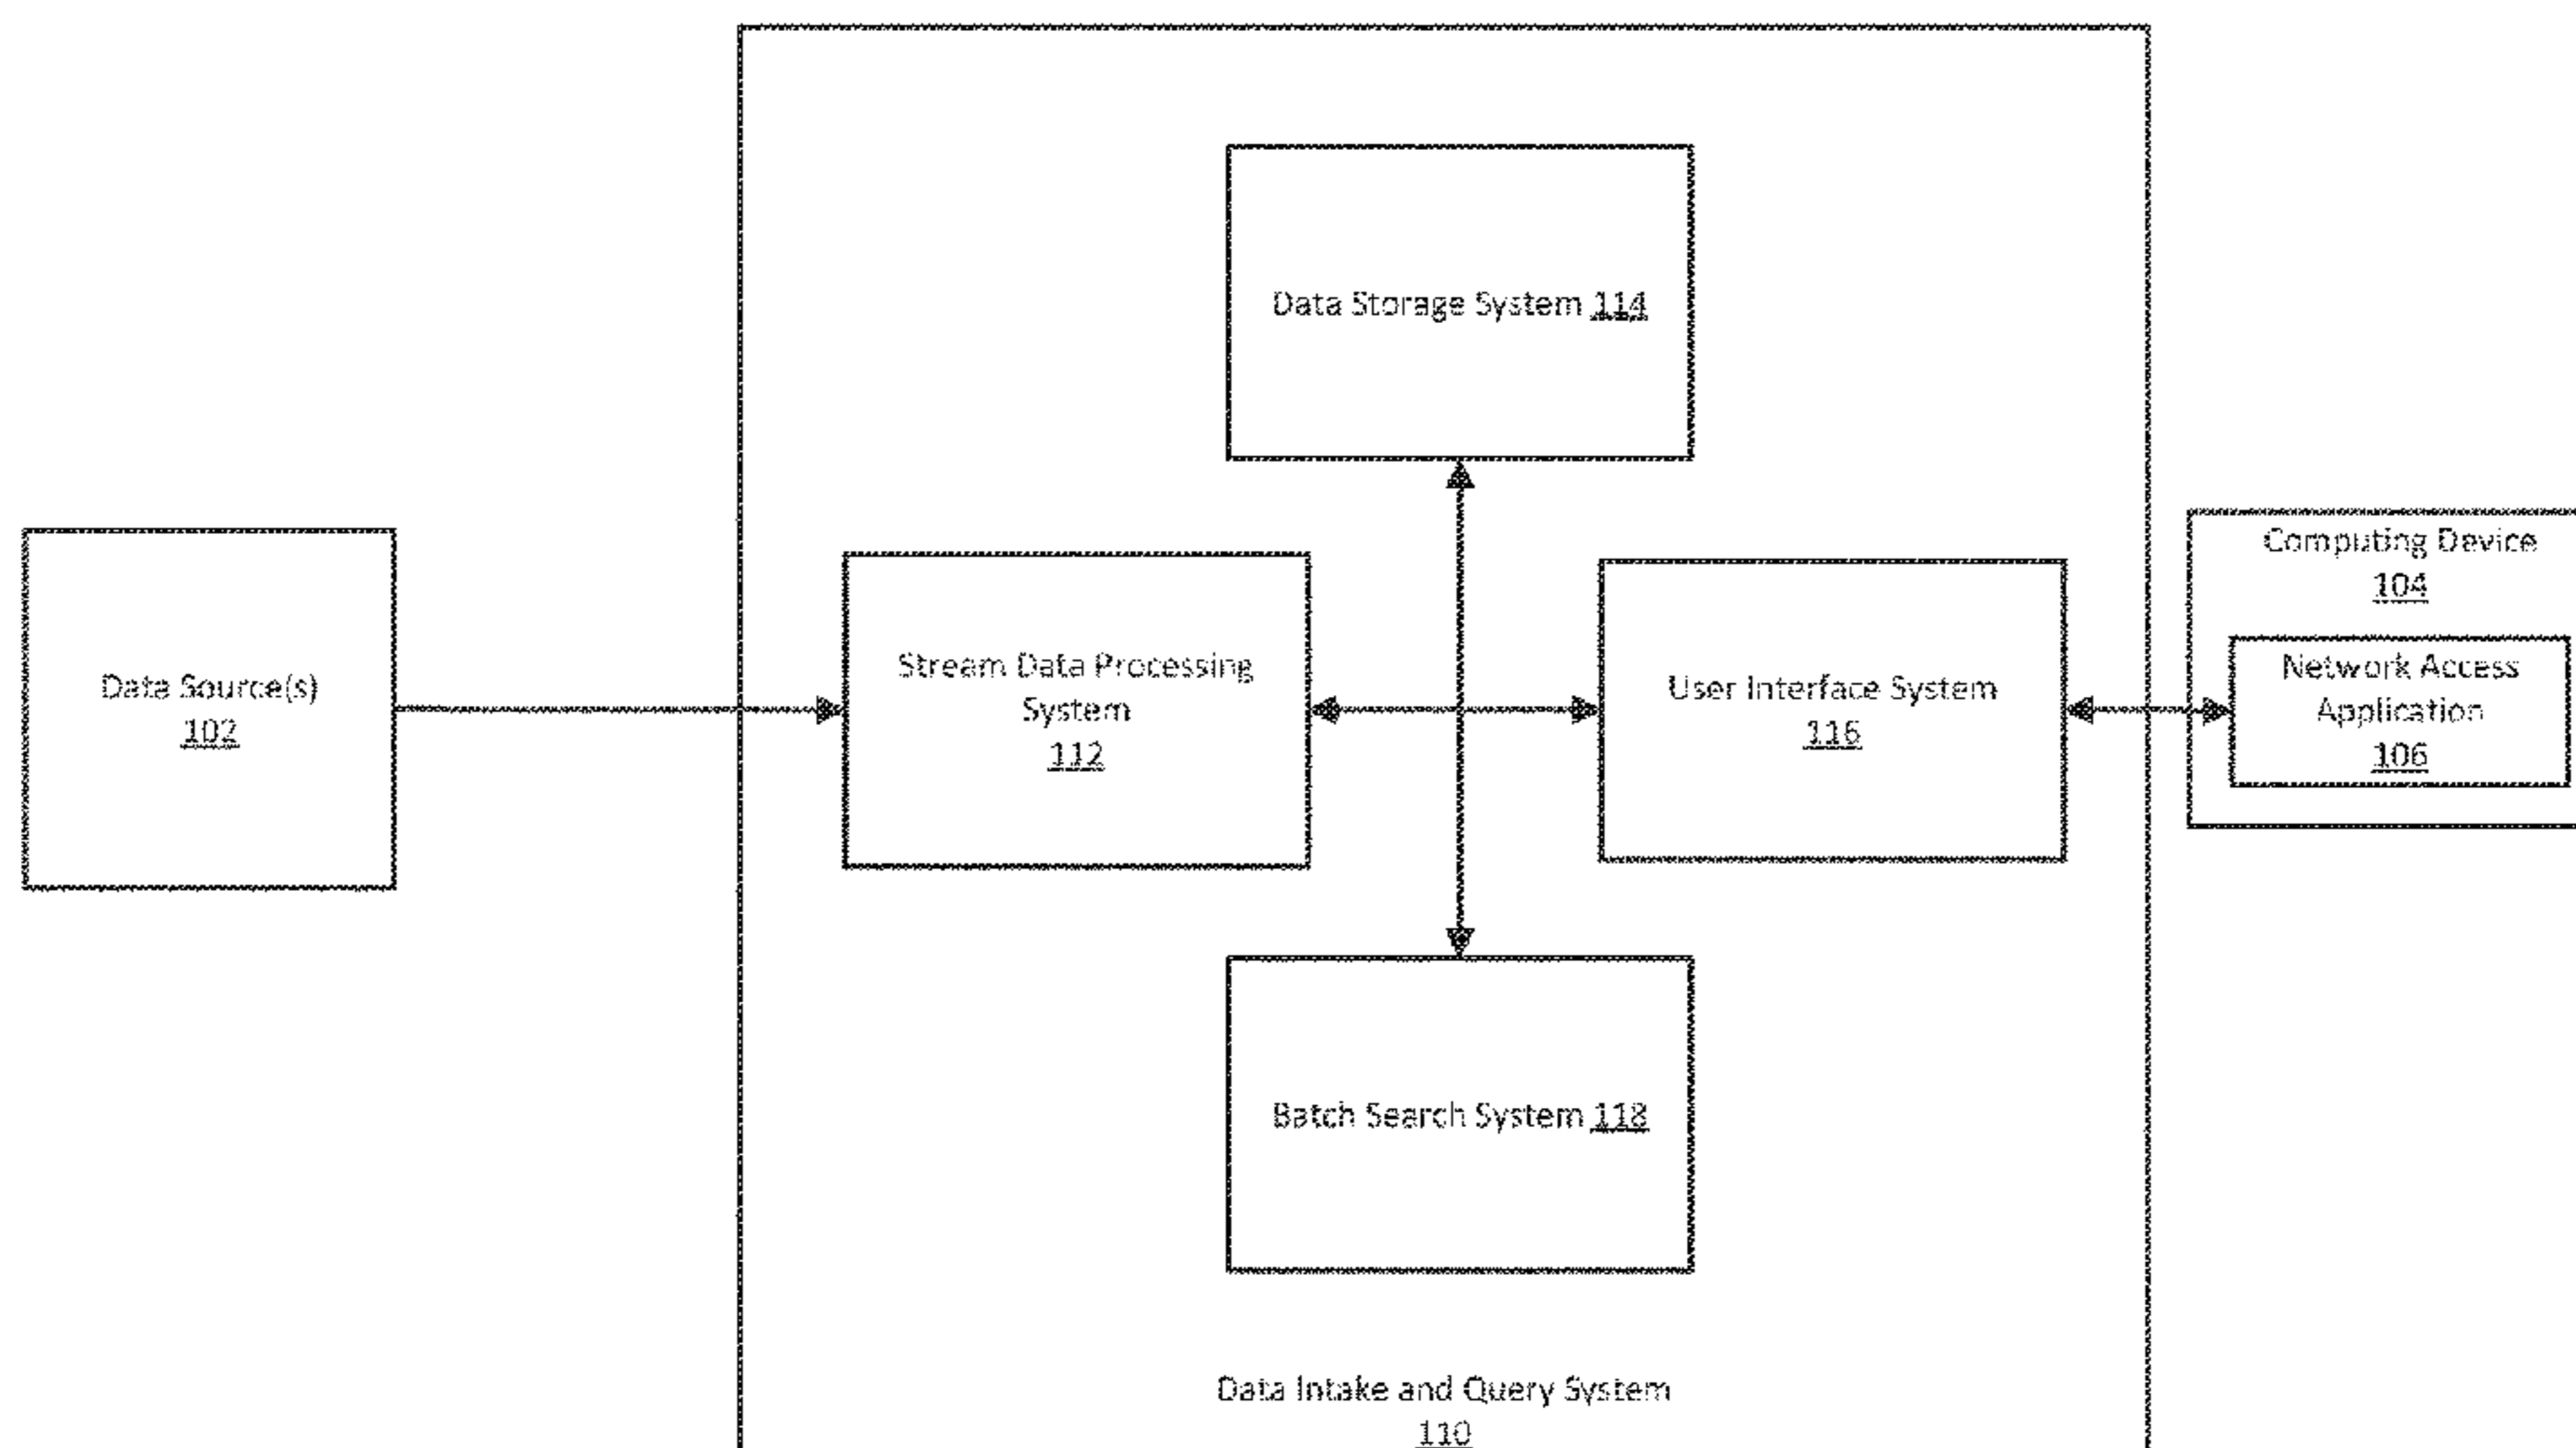 Data Storage System 114
Data Source(s)
102
Stream Data Processing
System
112
User Interface System
116
Computing Device
104
Network Access
Application
106
Batch Search System 118
Data Intake and Query System
110